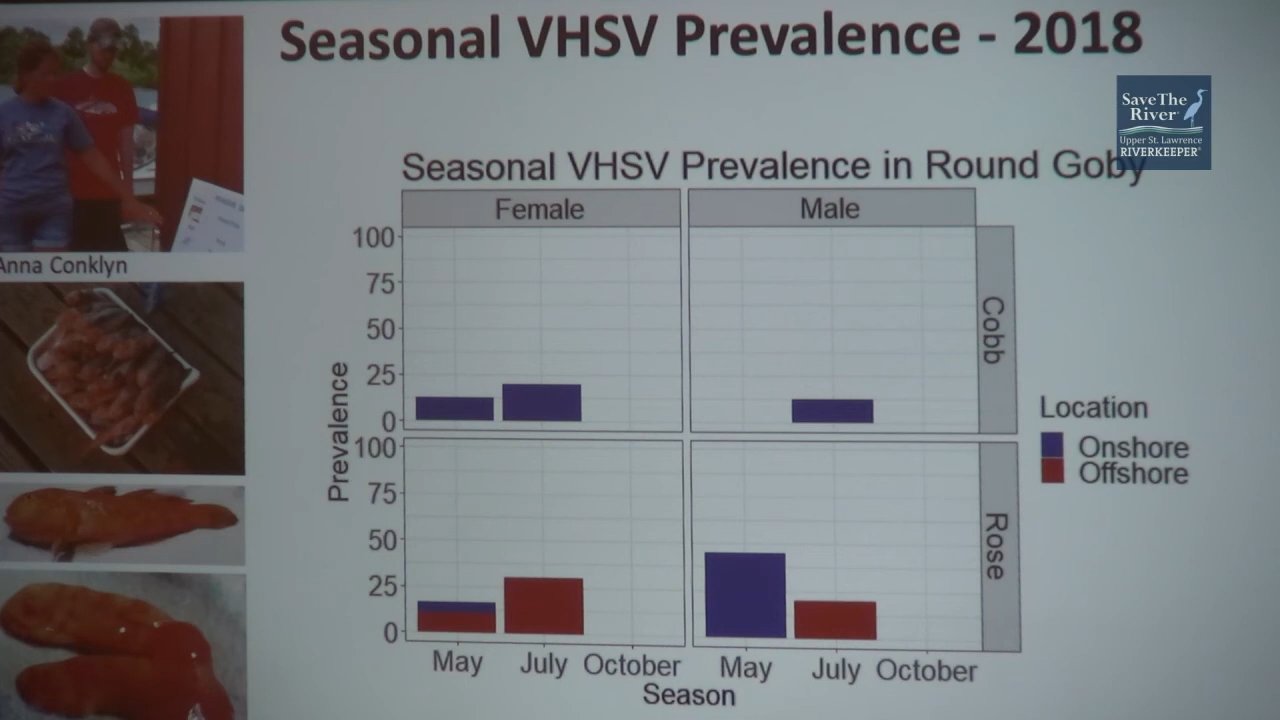 Seasonal VHSV Prevalence - 2018
SaveThe
River
Upper St. Lawrence
RIVERKEEPER
Seasonal VHSV Prevalence in Round Goby
Female
Male
Anna Conklyn
Prevalence
100
75
50
25
0
Cobb
100
75
50
25
0
Rose
Location
Onshore
Offshore
May July October
May July October
Season